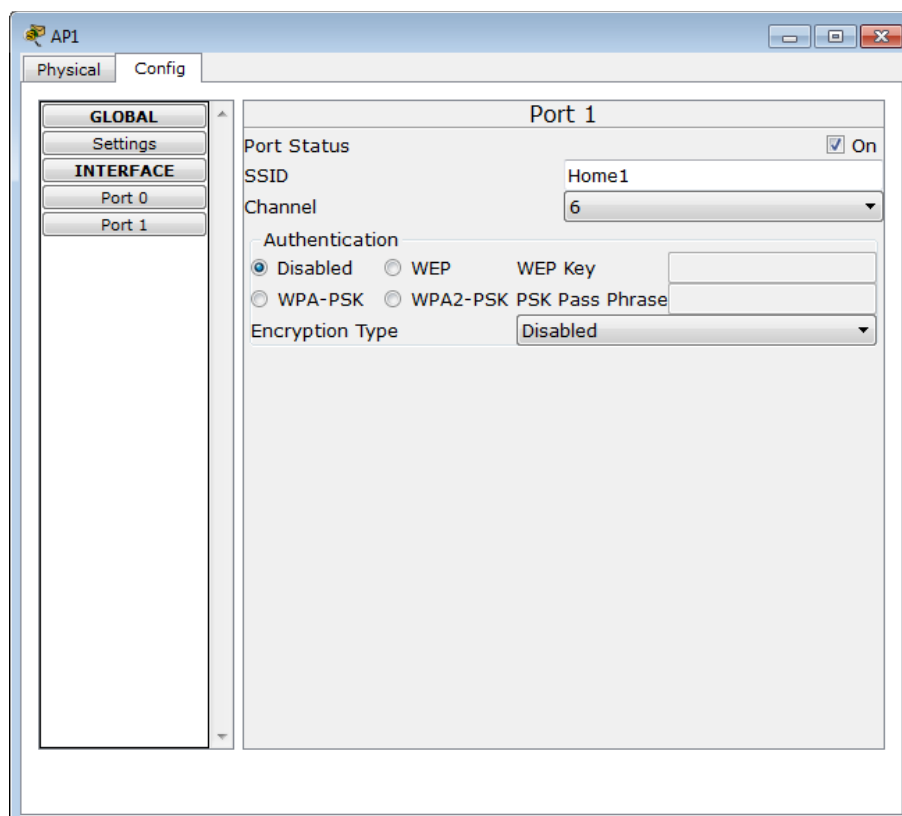 AP1
Physical Config
GLOBAL
Settings
INTERFACE
Port 0
Port 1
Port 1
Port Status On
SSID Home1
Channel 6
Authentication
Disabled WEP WEP Key
WPA-PSK WPA2-PSK PSK Pass Phrase
Encryption Type Disabled